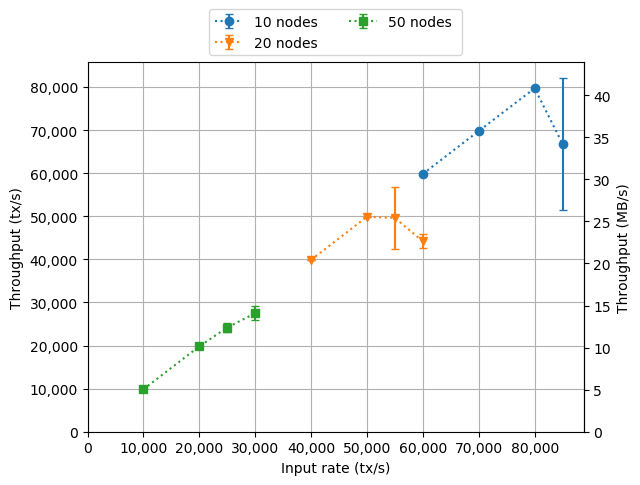 10 nodes
20 nodes
50 nodes
Throughput (tx/s)
80,000
70,000
60,000
50,000
40,000
30,000
20,000
10,000
0
40
35
30
25
20
15
10
5
0
Throughput (MB/s)
0 10,000 20,000 30,000 40,000 50,000 60,000 70,000 80,000
Input rate (tx/s)